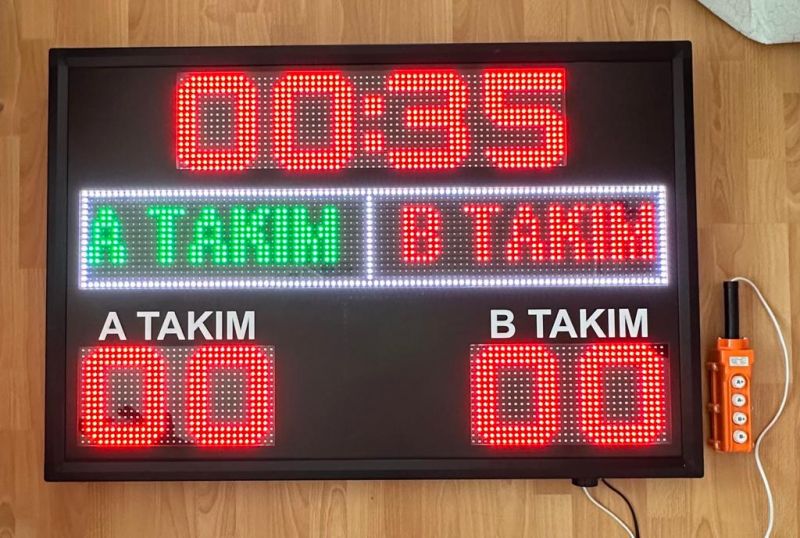 00:35
A TAKIM B TAKIM
A TAKIM B TAKIM
00 00
A+
A-
B+
B-